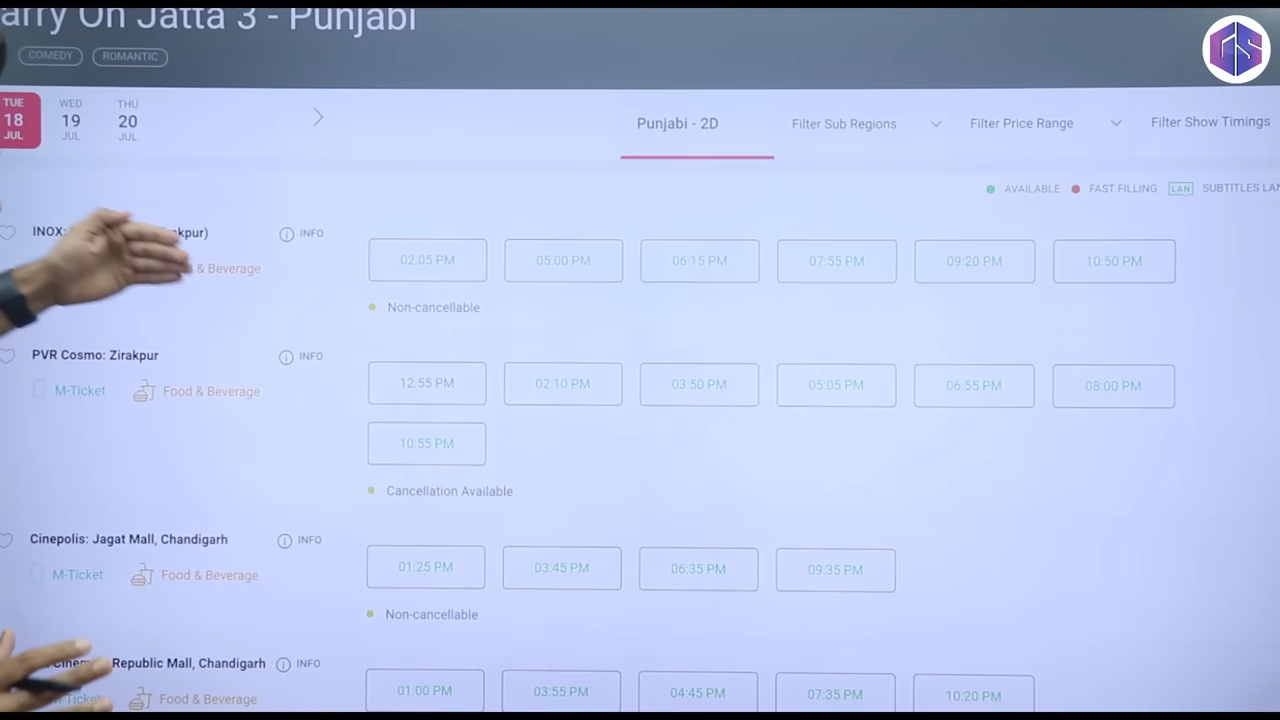 arry On Jatta 3 - Punjabi
COMEDY ROMANTIC
TUE WED THU
18 19 20
JUL JUL JUL
Punjabi - 2D Filter Sub Regions Filter Price Range Filter Show Timings
AVAILABLE FAST FILLING LAN SUBTITLES LAN
INOX: kpur) INFO
& Beverage
02:05 PM 05:00 PM 06:15 PM 07:55 PM 09:20 PM 10:50 PM
Non-cancellable
PVR Cosmo: Zirakpur INFO
M-Ticket Food & Beverage
12:55 PM 02:10 PM 03:50 PM 05:05 PM 06:55 PM 08:00 PM
10:55 PM
Cancellation Available
Cinepolis: Jagat Mall, Chandigarh INFO
M-Ticket Food & Beverage
01:25 PM 03:45 PM 06:35 PM 09:35 PM
Non-cancellable
Republic Mall, Chandigarh INFO
M-Ticket Food & Beverage
01:00 PM 03:55 PM 04:45 PM 07:35 PM 10:20 PM